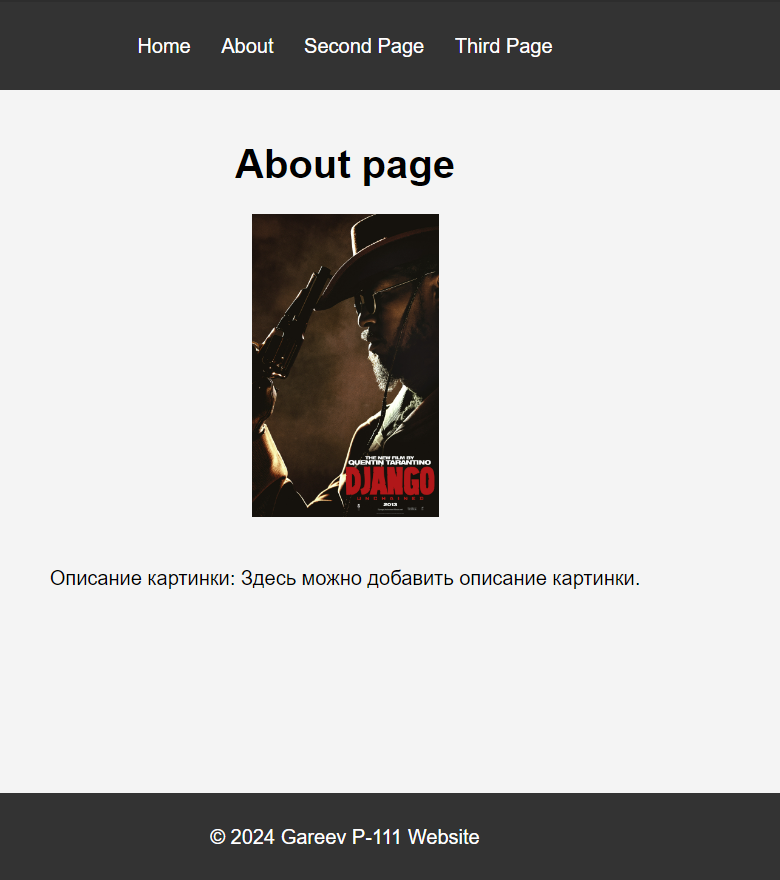 Home About Second Page Third Page
About page
THE NEW FILM BY
QUENTIN TARANTINO
DJANGO
UNCHAINED
2013
Описание картинки: Здесь можно добавить описание картинки.
© 2024 Gareev P-111 Website